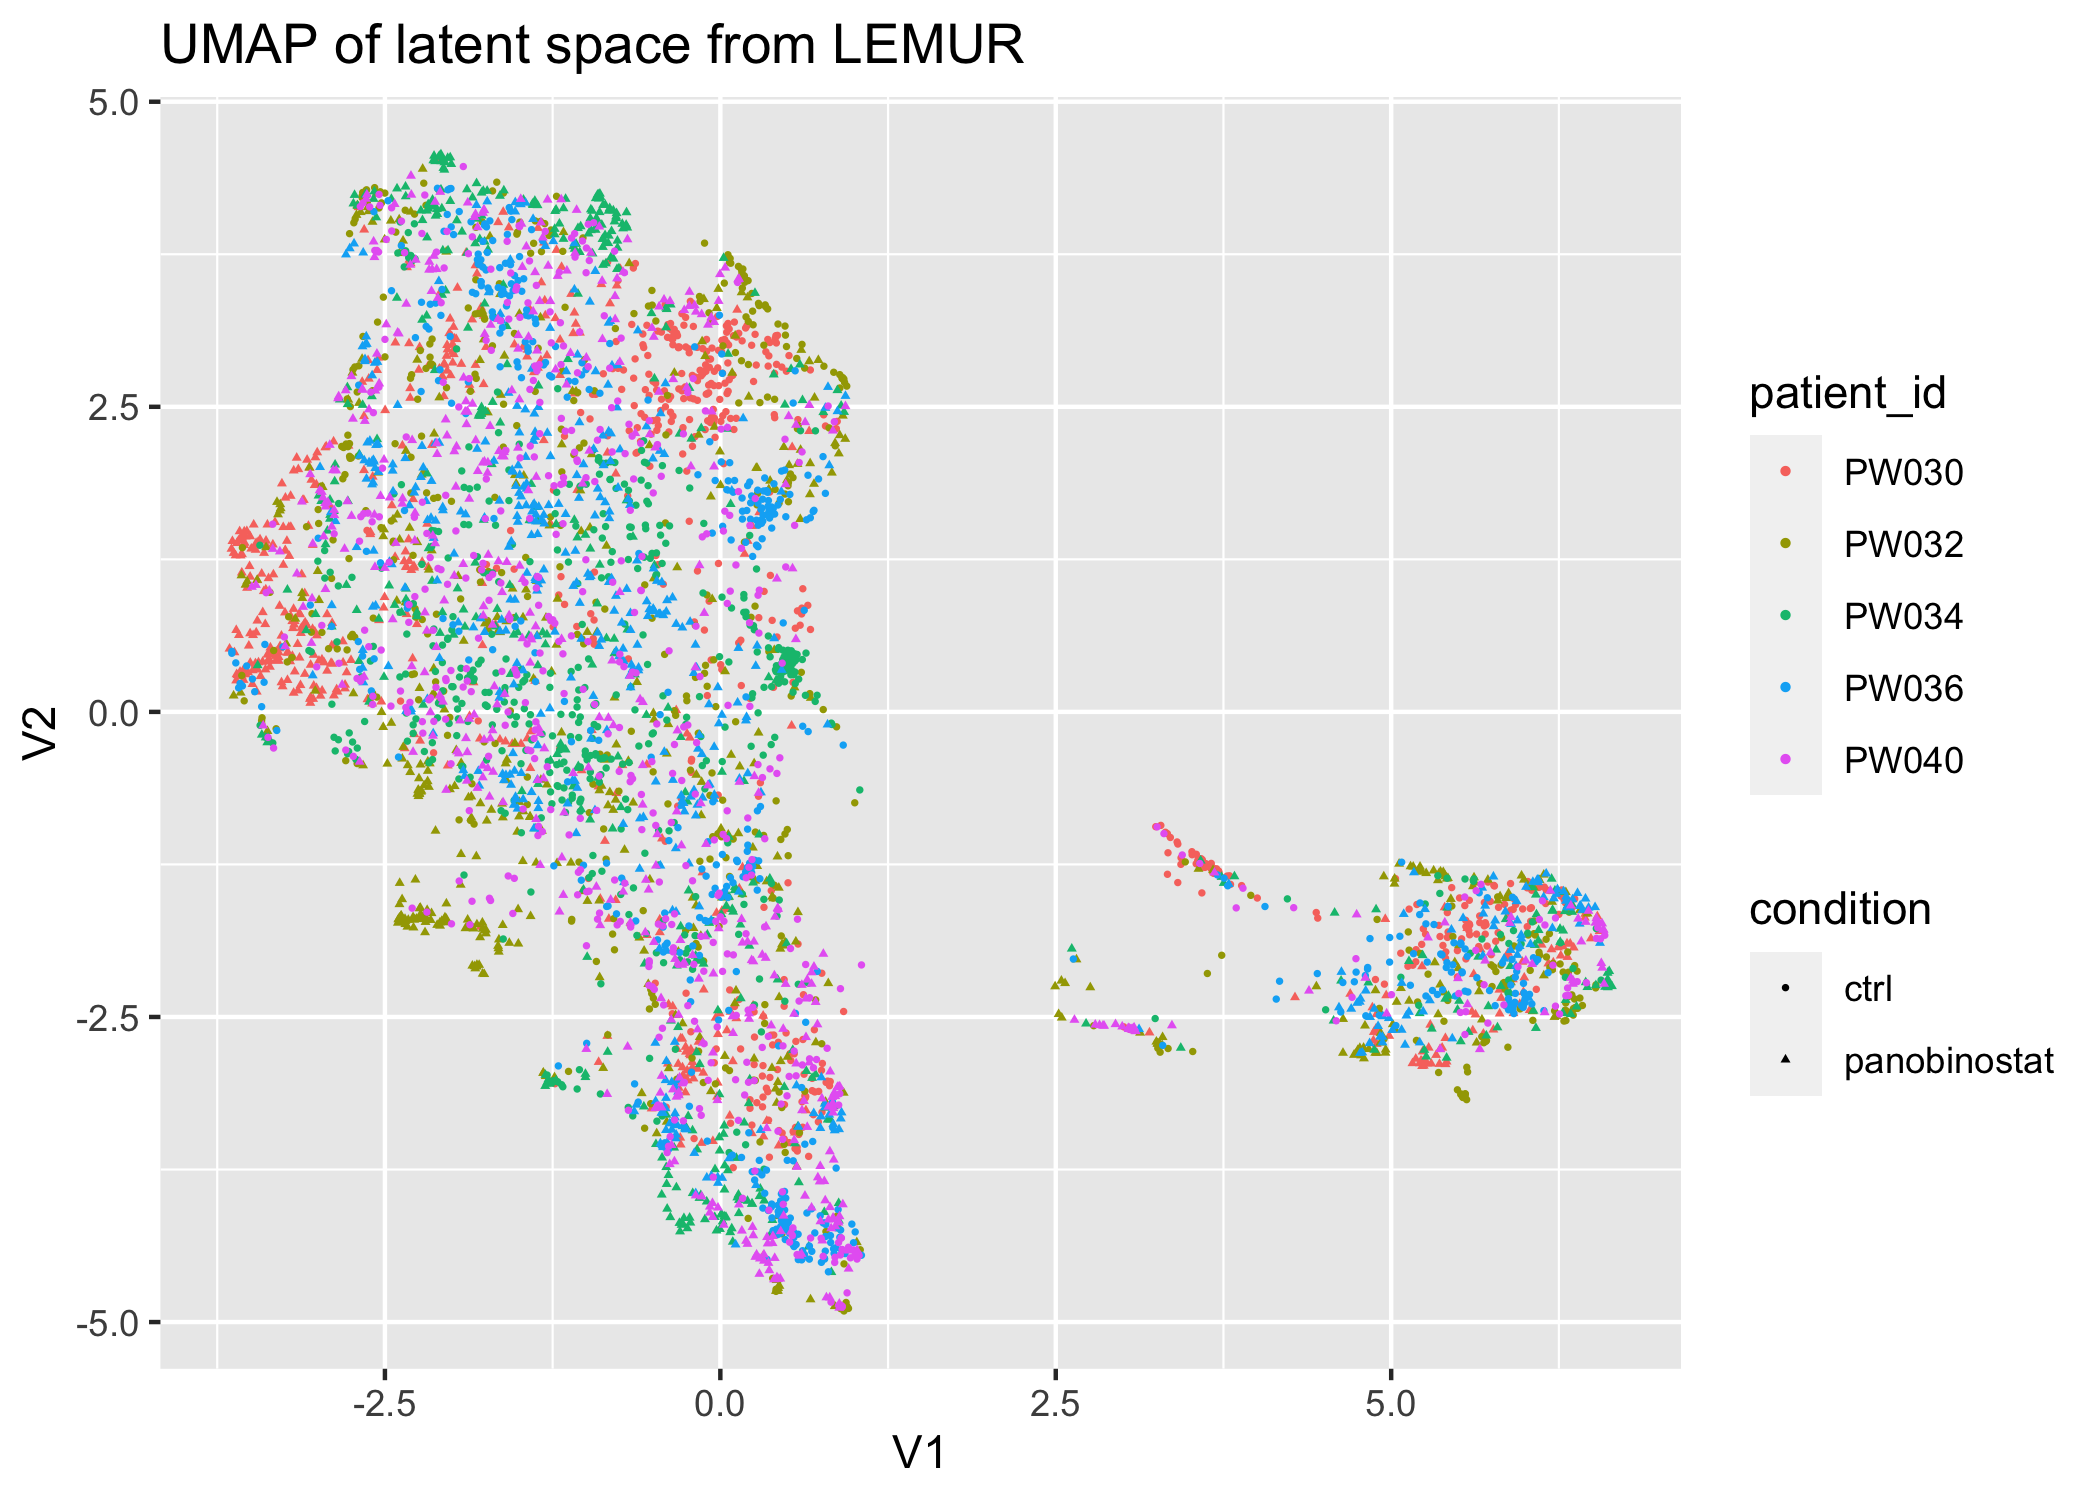 UMAP of latent space from LEMUR
5.0
2.5
0.0
-2.5
-5.0
V2
-2.5
0.0
2.5
5.0
V1
patient_id
PW030
PW032
PW034
PW036
PW040
condition
ctrl
panobinostat